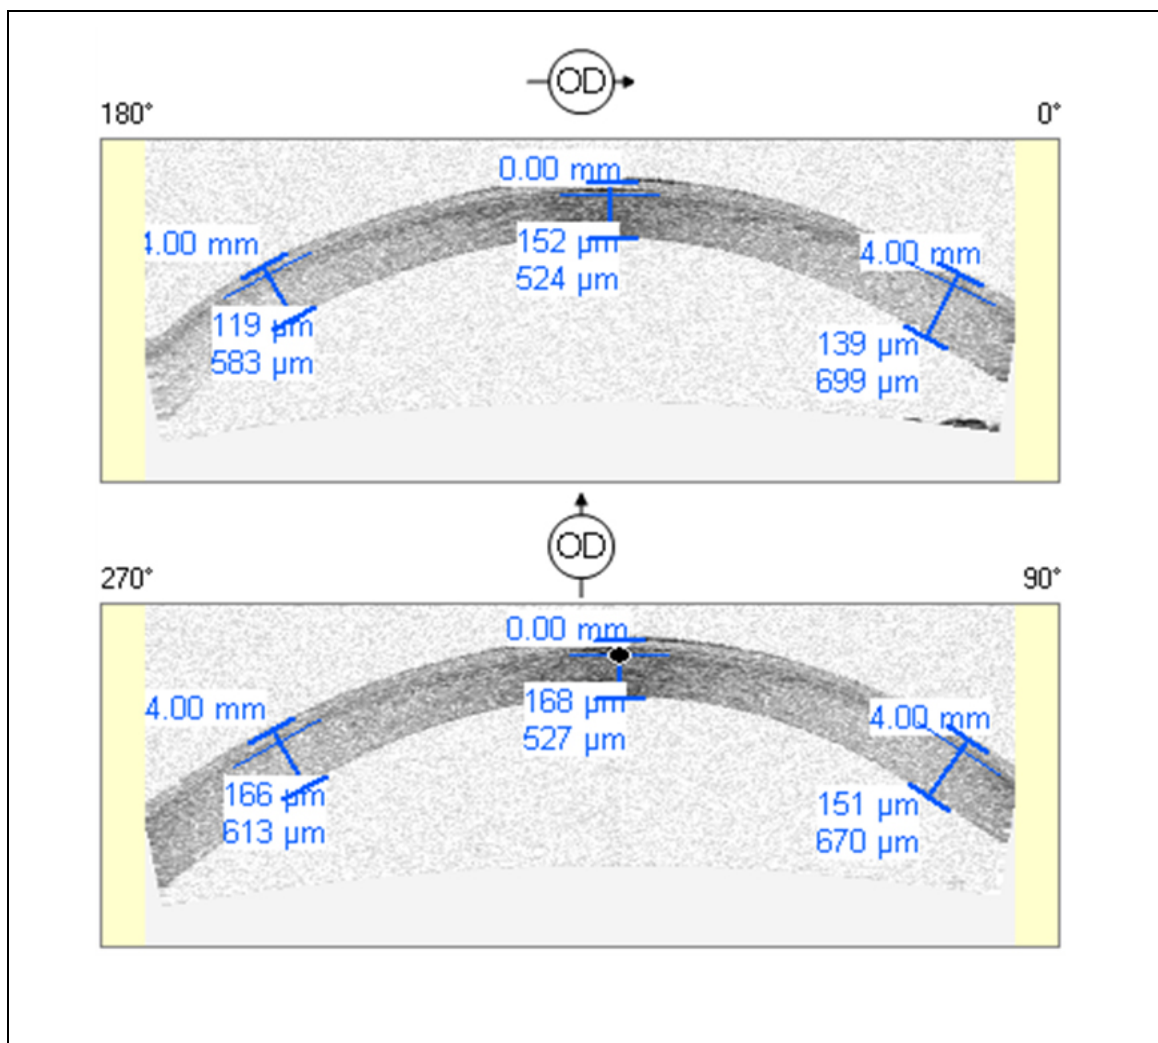 OD
180°
0°
0.00 mm
4.00 mm
152 µm
4.00 mm
524 µm
119 µm
139 µm
583 µm
699 µm
OD
270°
90°
0.00 mm
4.00 mm
168 µm
4.00 mm
527 µm
166 µm
151 µm
613 µm
670 µm